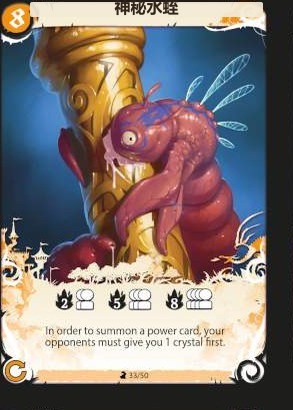 8
神秘水蛭
2 5 8
In order to summon a power card, your
opponents must give you 1 crystal first.
33/50